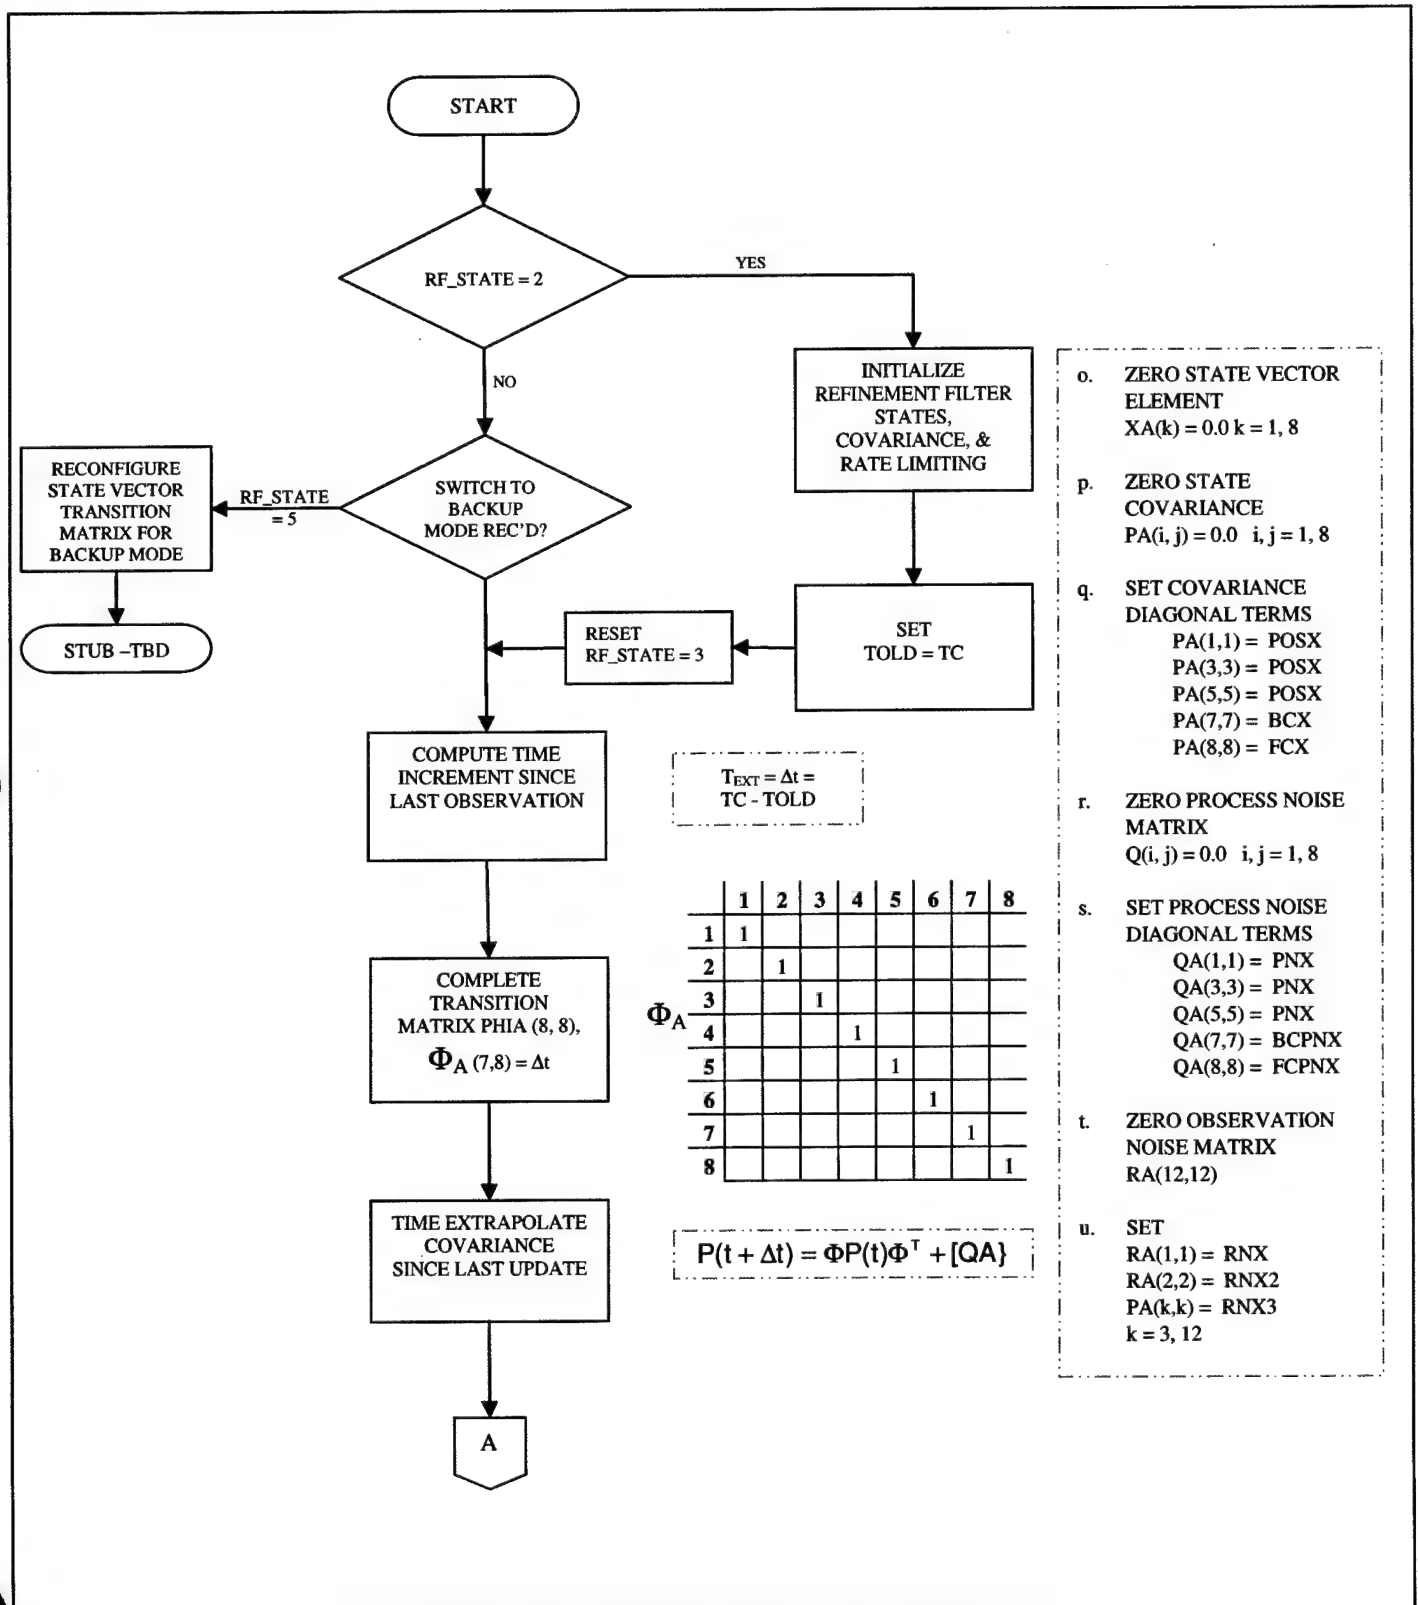 START
RF_STATE = 2
YES
NO
INITIALIZE
REFINEMENT FILTER
STATES,
COVARIANCE, &
RATE LIMITING
RECONFIGURE
STATE VECTOR
TRANSITION
MATRIX FOR
BACKUP MODE
RF_STATE
= 5
SWITCH TO
BACKUP
MODE REC'D?
STUB –TBD
RESET
RF_STATE = 3
SET
TOLD = TC
COMPUTE TIME
INCREMENT SINCE
LAST OBSERVATION
T_EXT = Δt =
TC - TOLD
COMPLETE
TRANSITION
MATRIX PHIA (8, 8),
Φ_A (7,8) = Δt
Φ_A
1 2 3 4 5 6 7 8
1 1
2 1
3 1
4 1
5 1
6 1
7 1
8 1
TIME EXTRAPOLATE
COVARIANCE
SINCE LAST UPDATE
P(t + Δt) = ΦP(t)Φ^T + [QA}
A
o. ZERO STATE VECTOR
ELEMENT
XA(k) = 0.0 k = 1, 8
p. ZERO STATE
COVARIANCE
PA(i, j) = 0.0 i, j = 1, 8
q. SET COVARIANCE
DIAGONAL TERMS
PA(1,1) = POSX
PA(3,3) = POSX
PA(5,5) = POSX
PA(7,7) = BCX
PA(8,8) = FCX
r. ZERO PROCESS NOISE
MATRIX
Q(i, j) = 0.0 i, j = 1, 8
s. SET PROCESS NOISE
DIAGONAL TERMS
QA(1,1) = PNX
QA(3,3) = PNX
QA(5,5) = PNX
QA(7,7) = BCPNX
QA(8,8) = FCPNX
t. ZERO OBSERVATION
NOISE MATRIX
RA(12,12)
u. SET
RA(1,1) = RNX
RA(2,2) = RNX2
PA(k,k) = RNX3
k = 3, 12